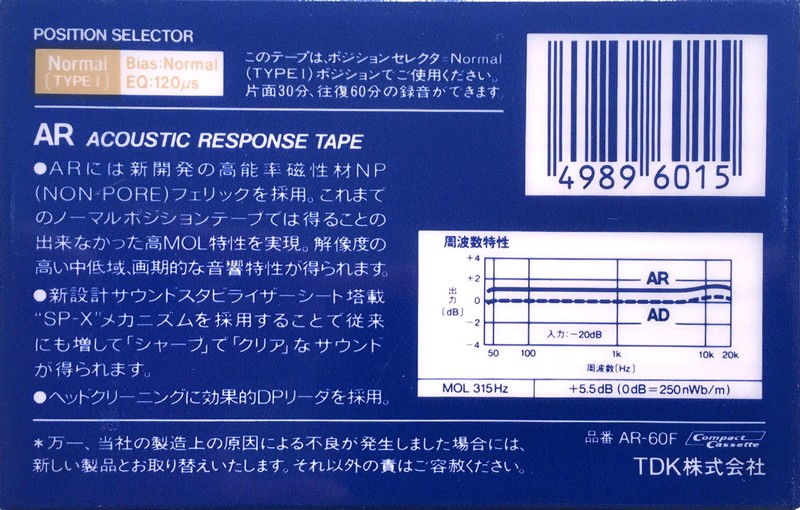 POSITION SELECTOR
Normal
(TYPE I)
Bias:Normal
EQ:120μs
このテープは、ポジションセレクタ=Normal
(TYPE I)ポジションでご使用ください。
片面30分、往復60分の録音ができます。
4989 6015
AR ACOUSTIC RESPONSE TAPE
●ARには新開発の高能率磁性材NP
(NON-PORE)フェリックを採用。これまで
のノーマルポジションテープでは得ることの
出来なかった高MOL特性を実現。解像度の
高い中低域、画期的な音響特性が得られます。
●新設計サウンドスタビライザーシート塔載
“SP-X”メカニズムを採用することで従来
にも増して「シャープ」で「クリア」なサウンド
が得られます。
●ヘッドクリーニングに効果的DPリーダを採用。
周波数特性
出力
(dB)
+4
+2
0
-2
-4
AR
AD
入力:-20dB
50 100 1k 10k 20k
周波数(Hz)
MOL 315Hz +5.5dB (0dB=250nWb/m)
*万一、当社の製造上の原因による不良が発生しました場合には、
新しい製品とお取り替えいたします。それ以外の責はご容赦ください。
品番 AR-60F Compact Cassette
TDK株式会社